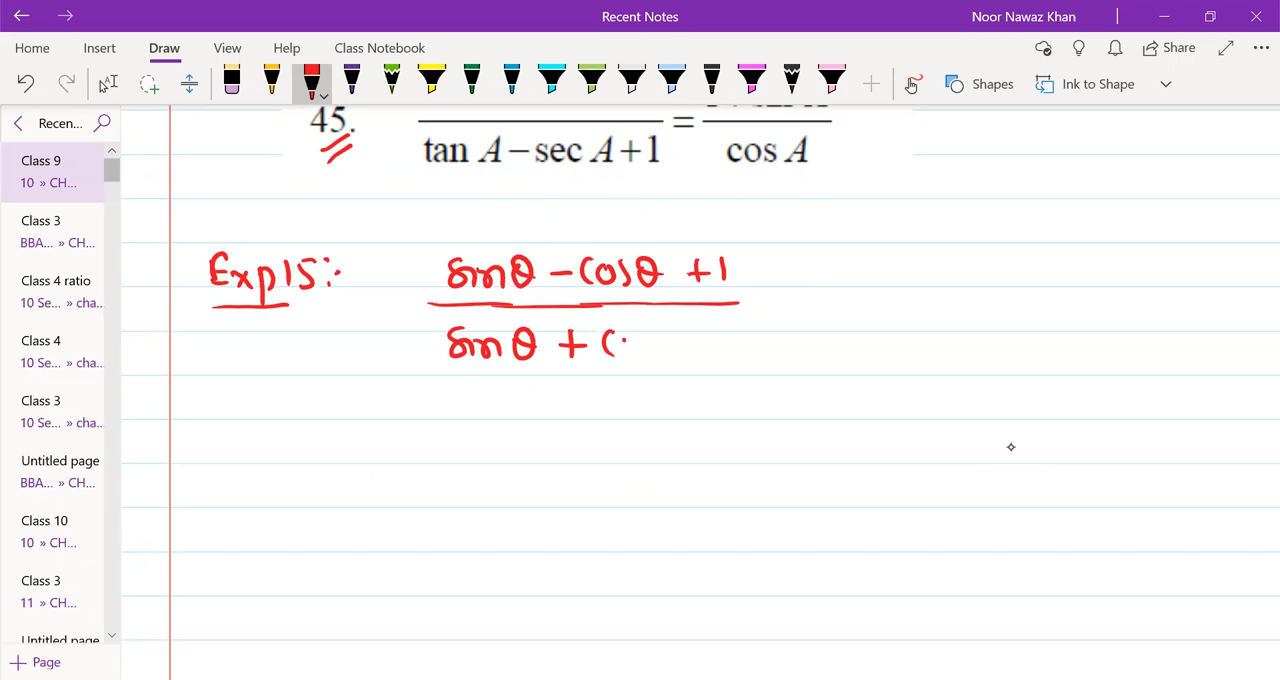 Recent Notes
Noor Nawaz Khan
Home Insert Draw View Help Class Notebook Share
Shapes Ink to Shape
Recen...
Class 9
10 » CH...
Class 3
BBA... » CH...
Class 4 ratio
10 Se... » cha...
Class 4
10 Se... » cha..
Class 3
10 Se... » cha..
Untitled page
BBA... » CH...
Class 10
10 » CH...
Class 3
11 » CH...
Untitled page
Page
45. =
tan A – sec A + 1 cos A
Exp15:- sinθ - cosθ + 1
sinθ + (